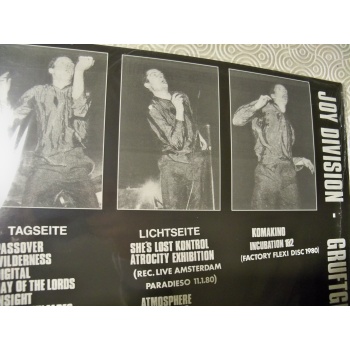 JOY DIVISION -
TAGSEITE
PASSOVER
WILDERNESS
DIGITAL
DAY OF THE LORDS
INSIGHT
LICHTSEITE
SHE'S LOST KONTROL
ATROCITY EXHIBITION
(REC. LIVE AMSTERDAM
PARADIESO 11.1.80)
ATMOSPHERE
KOMAKINO
INCUBATION 1&2
(FACTORY FLEXI DISC 1980)